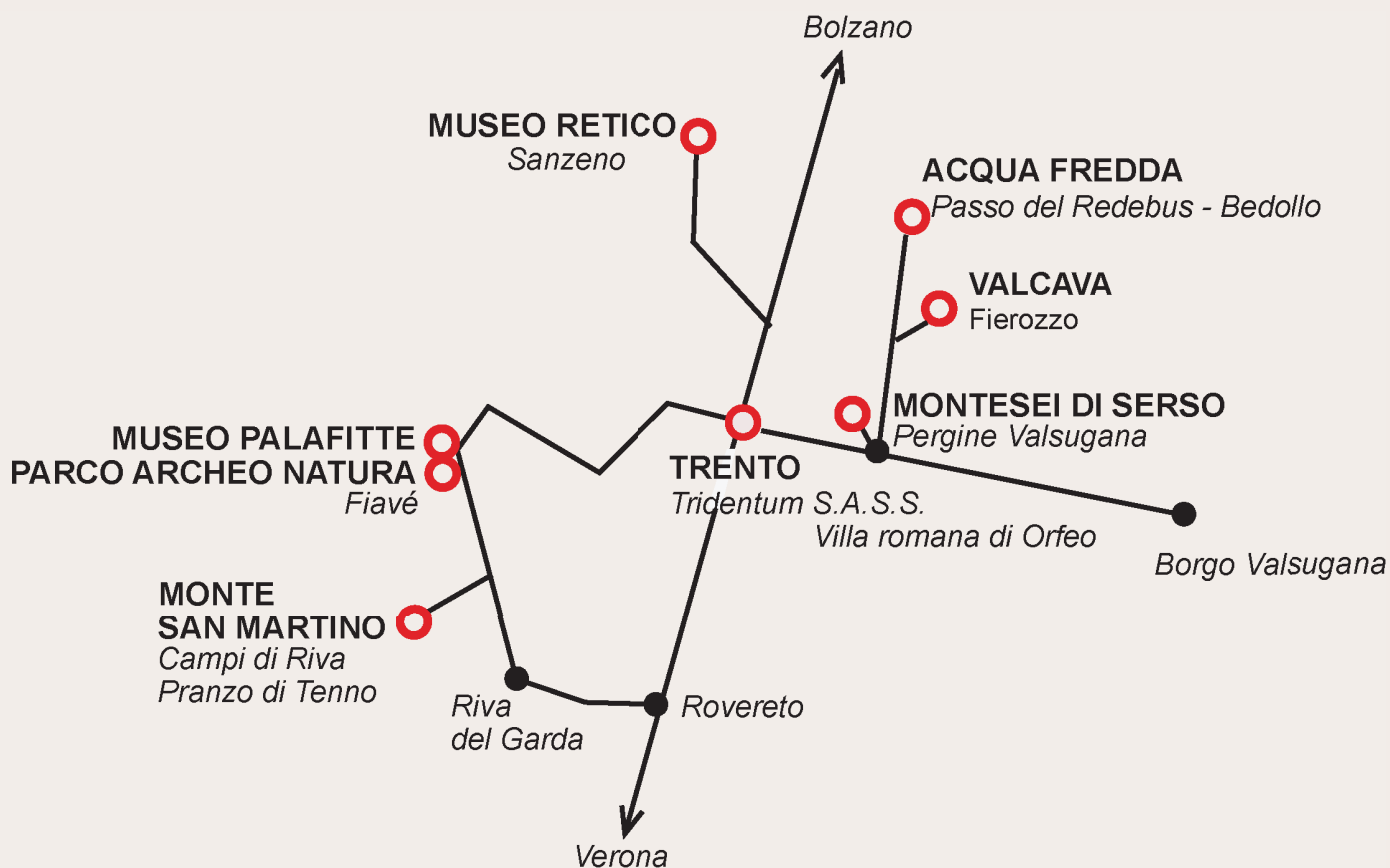 Bolzano
MUSEO RETICO
Sanzeno
ACQUA FREDDA
Passo del Redebus - Bedollo
VALCAVA
Fierozzo
MONTESEI DI SERSO
Pergine Valsugana
MUSEO PALAFITTE
PARCO ARCHEO NATURA
Fiavé
TRENTO
Tridentum S.A.S.S.
Villa romana di Orfeo
Borgo Valsugana
MONTE
SAN MARTINO
Campi di Riva
Pranzo di Tenno
Riva
del Garda
Rovereto
Verona